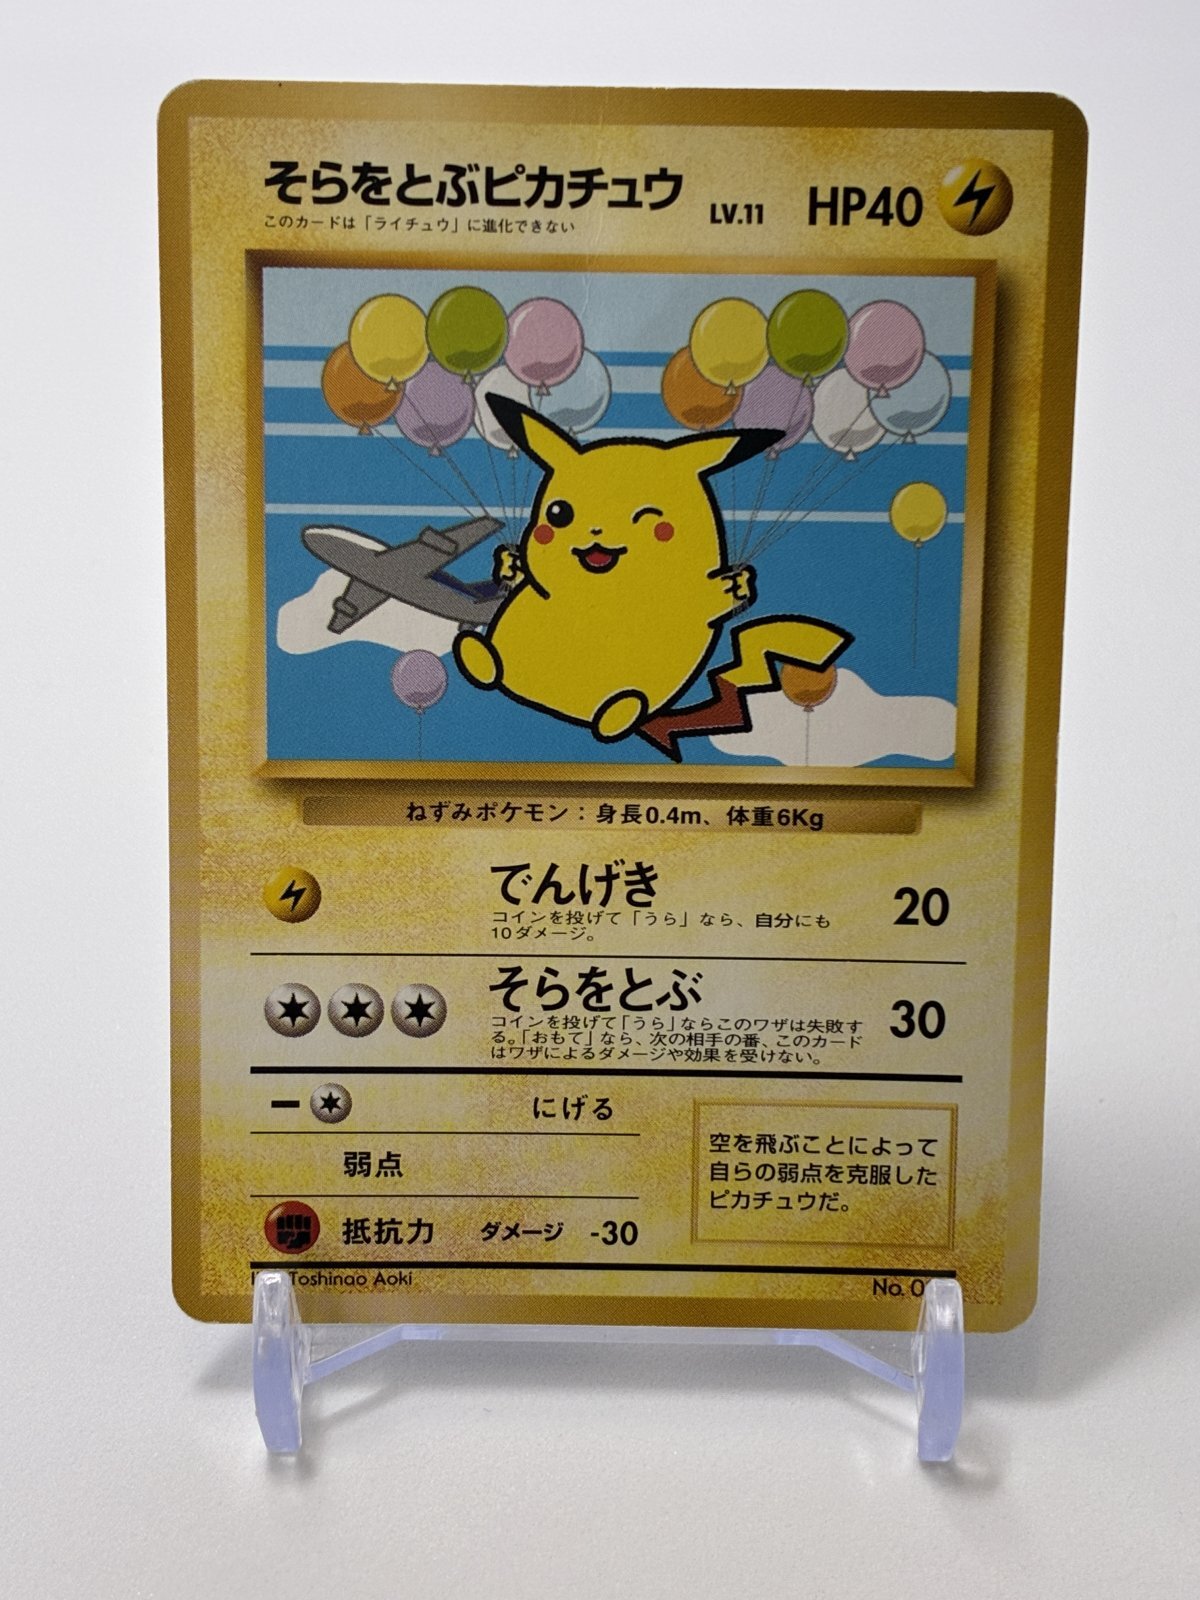 そらをとぶピカチュウ LV.11 HP40
このカードは「ライチュウ」に進化できない
ねずみポケモン：身長0.4m、体重6Kg
でんげき 20
コインを投げて「うら」なら、自分にも
10ダメージ。
そらをとぶ 30
コインを投げて「うら」ならこのワザは失敗す
る。「おもて」なら、次の相手の番、このカード
はワザによるダメージや効果を受けない。
にげる
弱点
抵抗力 ダメージ -30
空を飛ぶことによって
自らの弱点を克服した
ピカチュウだ。
Toshinao Aoki
No.